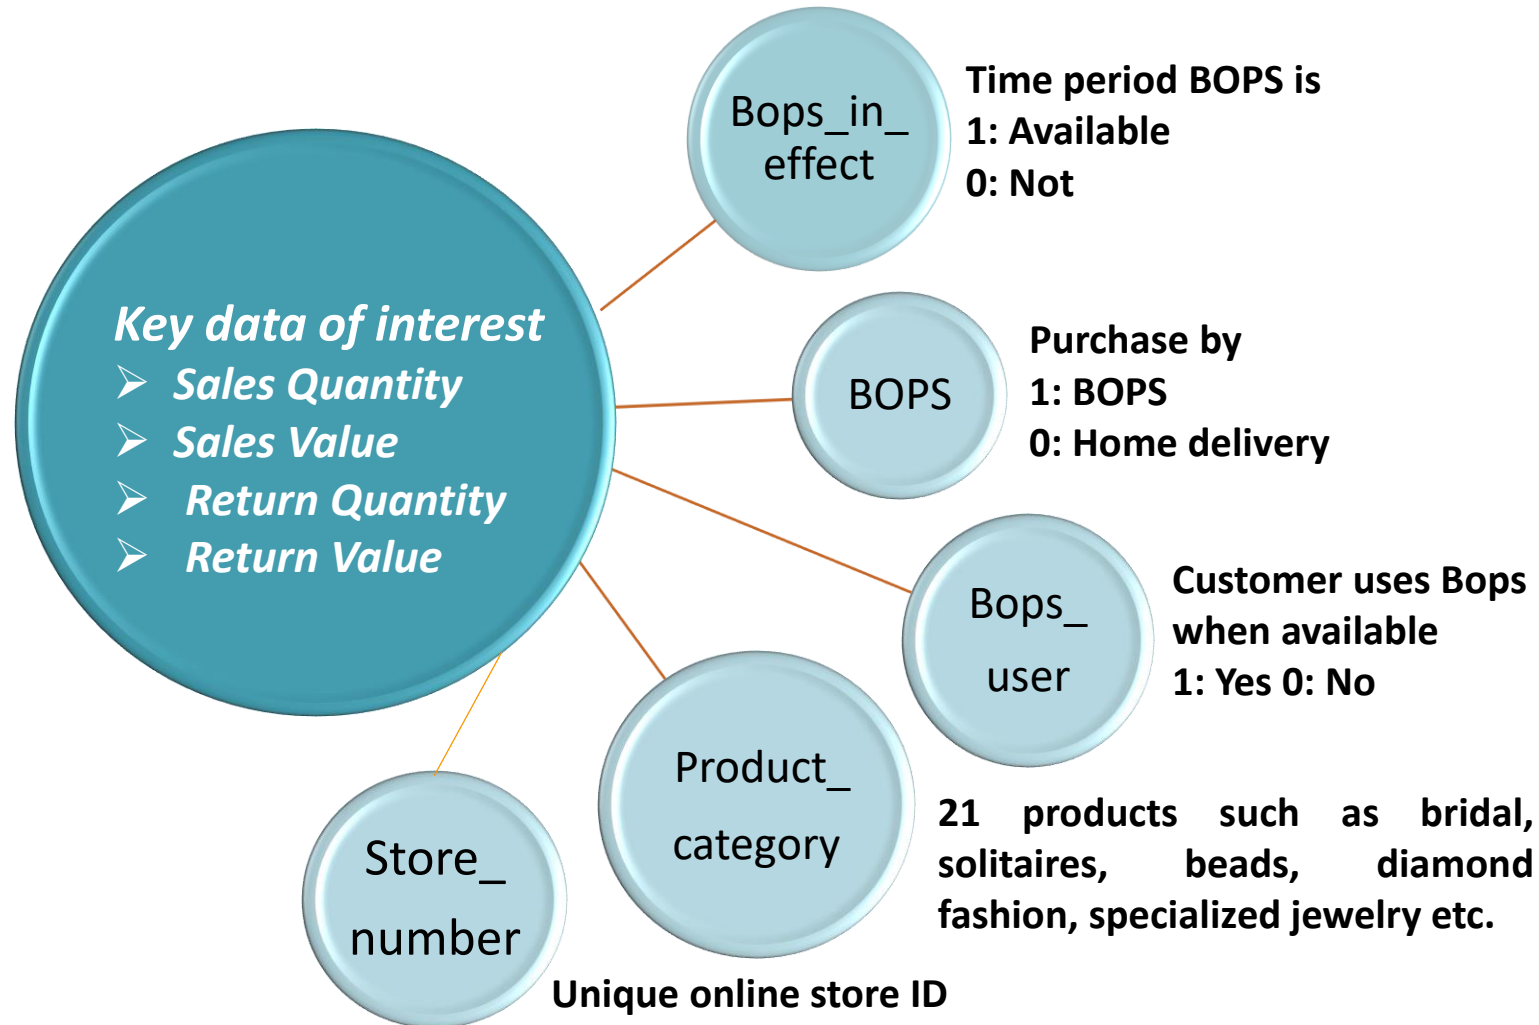 Key data of interest
➢ Sales Quantity
➢ Sales Value
➢ Return Quantity
➢ Return Value
Bops_in_
effect
Time period BOPS is
1: Available
0: Not
BOPS
Purchase by
1: BOPS
0: Home delivery
Bops_
user
Customer uses Bops
when available
1: Yes 0: No
Product_
category
21 products such as bridal,
solitaires, beads, diamond
fashion, specialized jewelry etc.
Store_
number
Unique online store ID